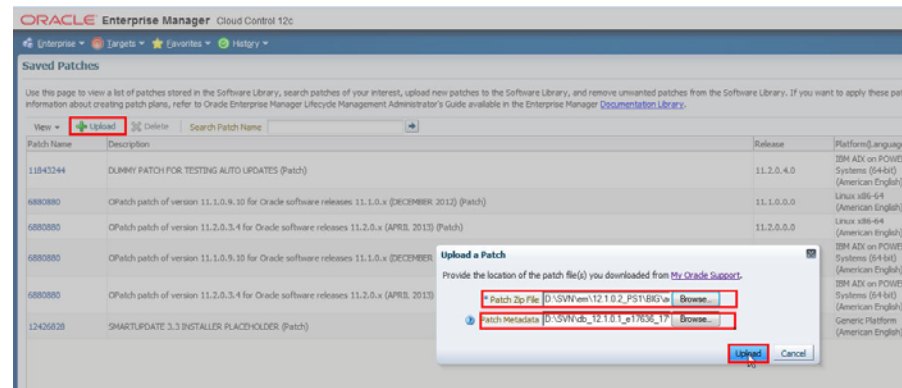 ORACLE Enterprise Manager Cloud Control 12c
Enterprise Targets Favorites History
Saved Patches
Use this page to view a list of patches stored in the Software Library, search patches of your interest, upload new patches to the Software Library, and remove unwanted patches from the Software Library. If you want to apply these pat
information about creating patch plans, refer to Oracle Enterprise Manager Lifecycle Management Administrator's Guide available in the Enterprise Manager Documentation Library.
View Upload Delete Search Patch Name
Patch Name Description Release Platform(Language
11843244 DUMMY PATCH FOR TESTING AUTO UPDATES (Patch) 11.2.0.4.0 IBM AIX on POWE
Systems (64-bit)
(American English)
6880880 OPatch patch of version 11.1.0.9.10 for Oracle software releases 11.1.0.x (DECEMBER 2012) (Patch) 11.1.0.0.0 Linux x86-64
(American English)
6880880 OPatch patch of version 11.2.0.3.4 for Oracle software releases 11.2.0.x (APRIL 2013) (Patch) 11.2.0.0.0 Linux x86-64
(American English)
6880880 OPatch patch of version 11.1.0.9.10 for Oracle software releases 11.1.0.x (DECEMBER
IBM AIX on POWE
Systems (64-bit)
(American English)
6880880 OPatch patch of version 11.2.0.3.4 for Oracle software releases 11.2.0.x (APRIL 2013)
IBM AIX on POWE
Systems (64-bit)
(American English)
12426828 SMARTUPDATE 3.3 INSTALLER PLACEHOLDER (Patch)
Generic Platform
(American English)
Upload a Patch
Provide the location of the patch file(s) you downloaded from My Oracle Support.
* Patch Zip File D:\SVN\em\12.1.0.2_PS1\BIG\a Browse...
Patch Metadata D:\SVN\db_12.1.0.1_e17636_17 Browse...
Upload Cancel